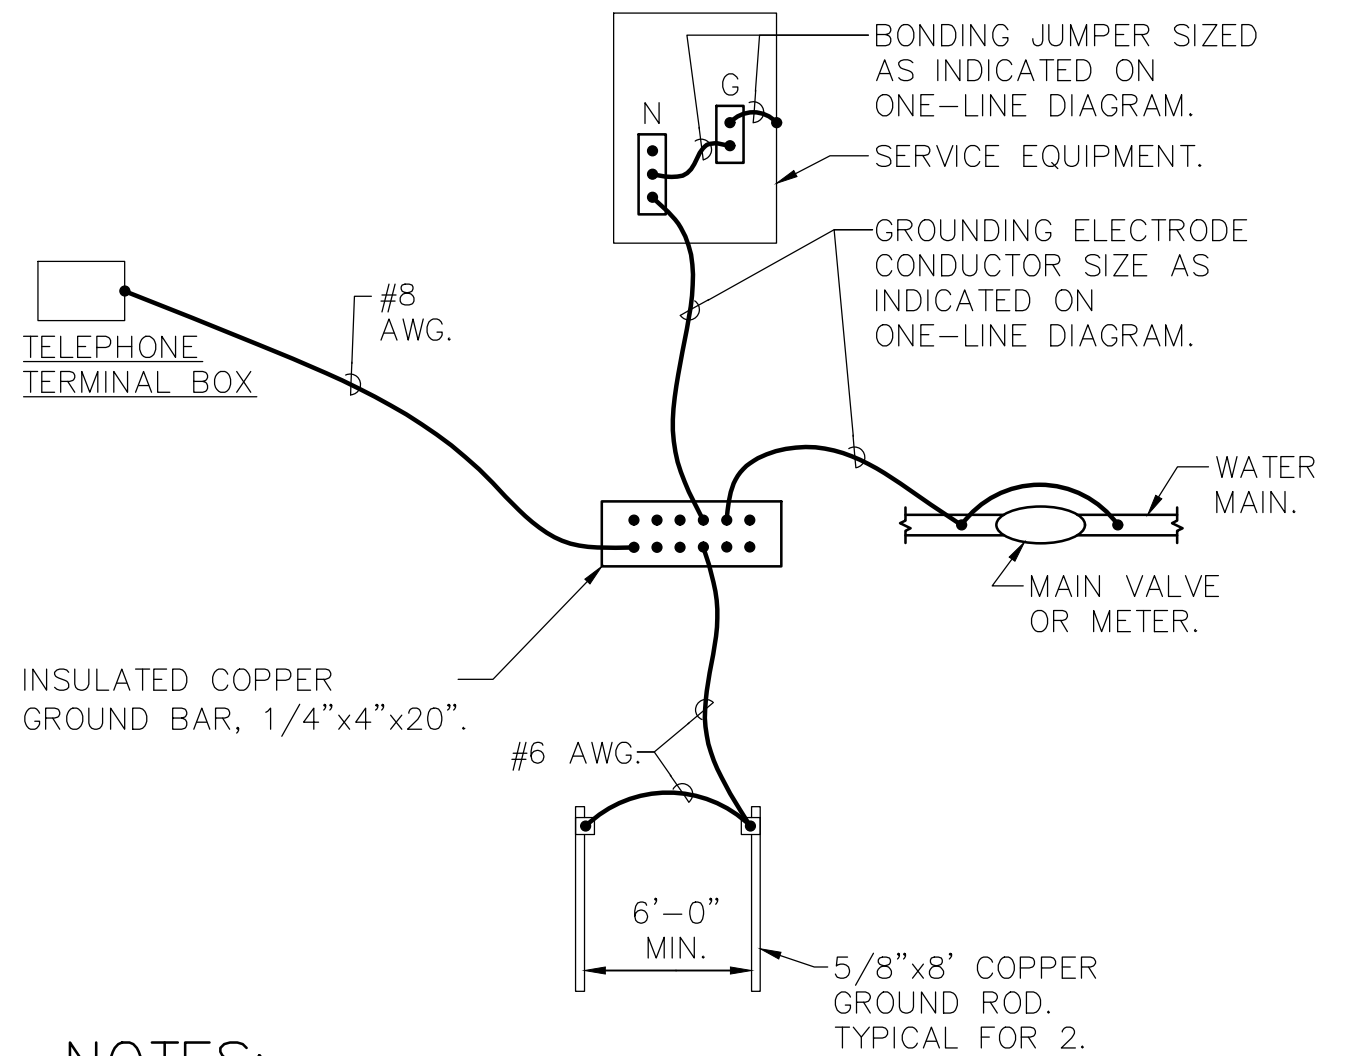 BONDING JUMPER SIZED
AS INDICATED ON
ONE-LINE DIAGRAM.
G
N
SERVICE EQUIPMENT.
GROUNDING ELECTRODE
CONDUCTOR SIZE AS
INDICATED ON
ONE-LINE DIAGRAM.
#8
AWG.
TELEPHONE
TERMINAL BOX
WATER
MAIN.
MAIN VALVE
OR METER.
INSULATED COPPER
GROUND BAR, 1/4"x4"x20".
#6 AWG.
6'-0"
MIN.
5/8"x8' COPPER
GROUND ROD.
TYPICAL FOR 2.
NOTES: